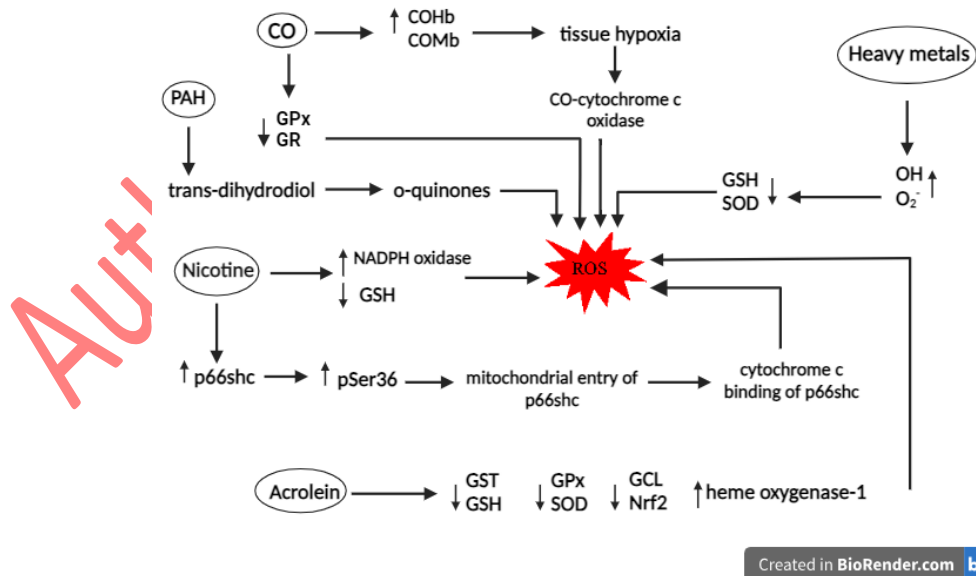 CO
↑ COHb
COMb
tissue hypoxia
Heavy metals
PAH
CO-cytochrome c
oxidase
↓ GPx
GR
OH ↑
O₂⁻
GSH ↓
SOD
trans-dihydrodiol
o-quinones
Nicotine
↑ NADPH oxidase
↓ GSH
ROS
↑ p66shc
↑ pSer36
mitochondrial entry of
p66shc
cytochrome c
binding of p66shc
Acrolein
↓ GST
GSH
↓ GPx
SOD
↓ GCL
Nrf2
↑ heme oxygenase-1
Created in BioRender.com